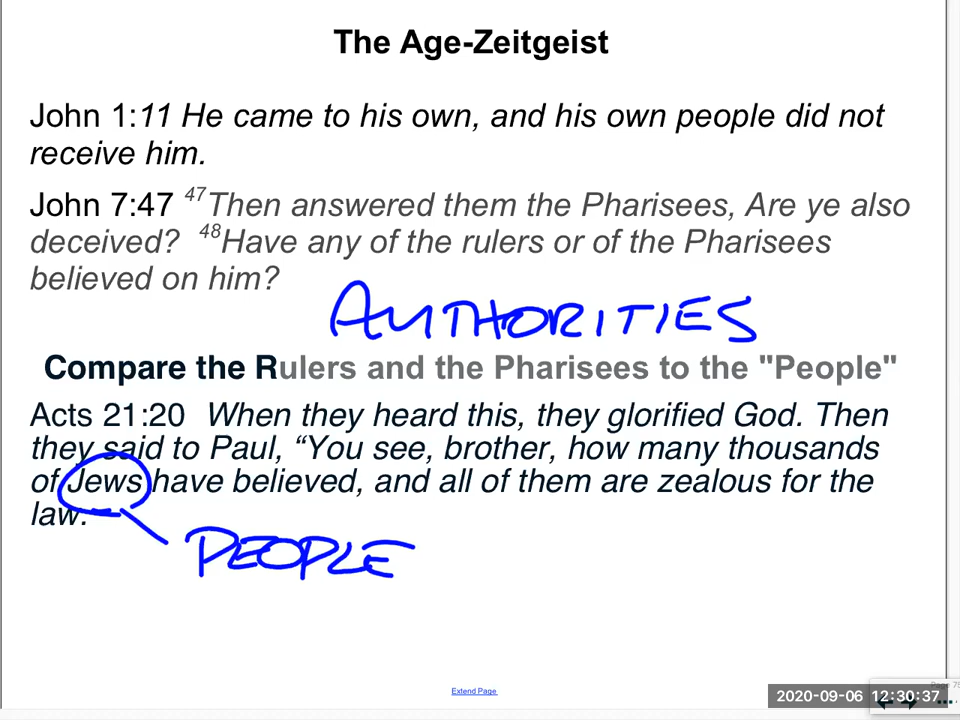 The Age-Zeitgeist
John 1:11 He came to his own, and his own people did not
receive him.
John 7:47 47Then answered them the Pharisees, Are ye also
deceived? 48Have any of the rulers or of the Pharisees
believed on him?
AUTHORITIES
Compare the Rulers and the Pharisees to the "People"
Acts 21:20 When they heard this, they glorified God. Then
they said to Paul, “You see, brother, how many thousands
of Jews have believed, and all of them are zealous for the
law.
PEOPLE
Extend Page
2020-09-06 12:30:37